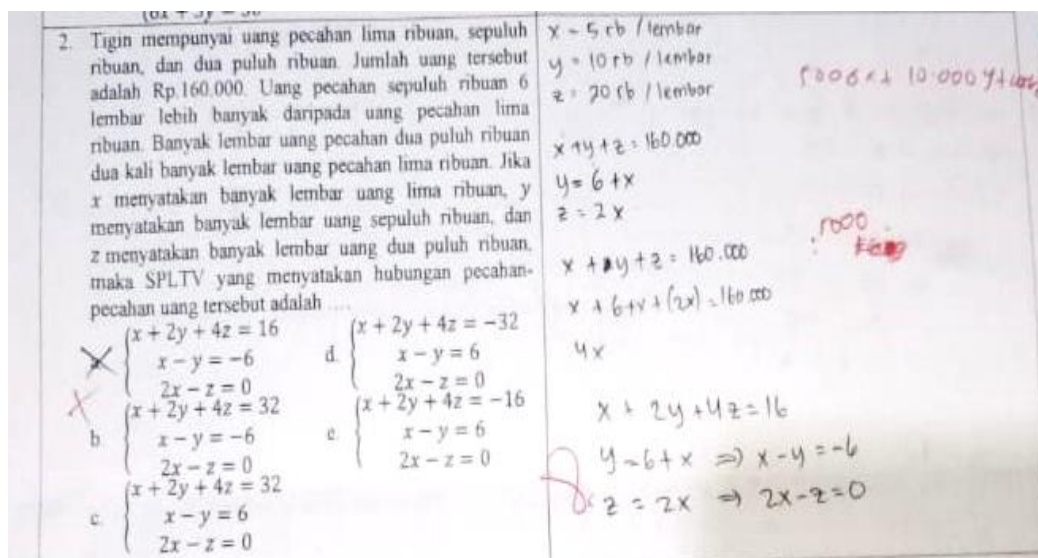 2. Tigin mempunyai uang pecahan lima ribuan, sepuluh
ribuan, dan dua puluh ribuan. Jumlah uang tersebut
adalah Rp.160.000. Uang pecahan sepuluh ribuan 6
lembar lebih banyak daripada uang pecahan lima
ribuan. Banyak lembar uang pecahan dua puluh ribuan
dua kali banyak lembar uang pecahan lima ribuan. Jika
x menyatakan banyak lembar uang lima ribuan, y
menyatakan banyak lembar uang sepuluh ribuan, dan
z menyatakan banyak lembar uang dua puluh ribuan,
maka SPLTV yang menyatakan hubungan pecahan-
pecahan uang tersebut adalah ....
x + 2y + 4z = 16
x - y = -6
2x - z = 0
b. x + 2y + 4z = 32
x - y = -6
2x - z = 0
c. x + 2y + 4z = 32
x - y = 6
2x - z = 0
d. x + 2y + 4z = -32
x - y = 6
2x - z = 0
e. x + 2y + 4z = -16
x - y = 6
2x - z = 0
x = 5 rb / lembar
y = 10 rb / lembar
z = 20 rb / lembar
x + y + z = 160.000
y = 6 + x
z = 2x
x + y + z = 160.000
x + 6 + x + (2x) = 160.000
4x
x + 2y + 4z = 16
y = 6 + x ⇒ x - y = -6
z = 2x ⇒ 2x - z = 0
10.000 y +